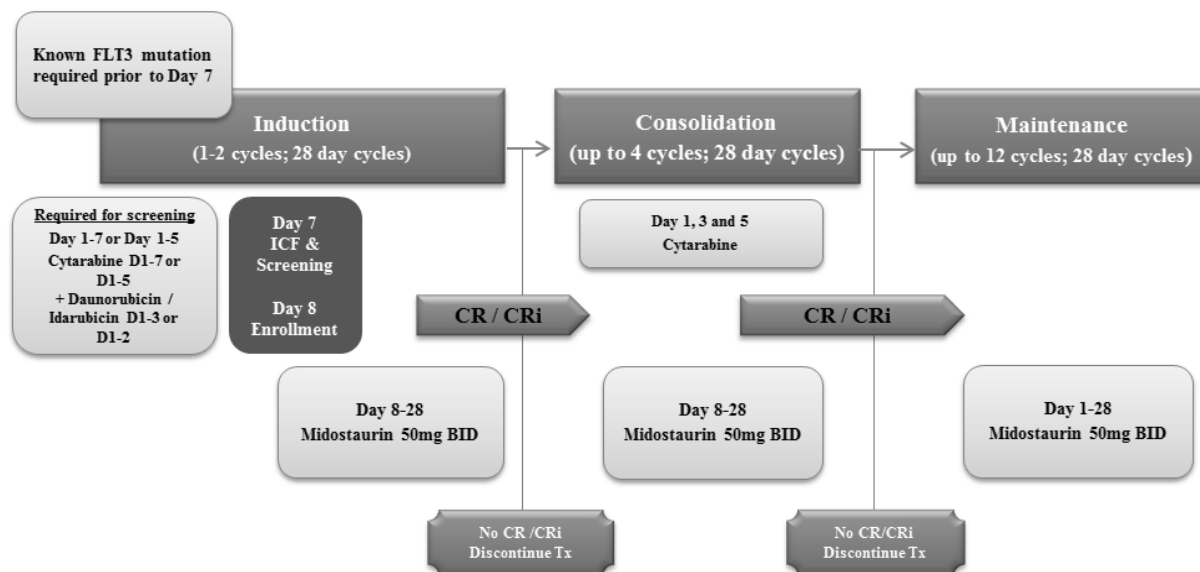 Known FLT3 mutation
required prior to Day 7
Induction
(1-2 cycles; 28 day cycles)
Consolidation
(up to 4 cycles; 28 day cycles)
Maintenance
(up to 12 cycles; 28 day cycles)
Required for screening
Day 1-7 or Day 1-5
Cytarabine D1-7 or
D1-5
+ Daunorubicin /
Idarubicin D1-3 or
D1-2
Day 7
ICF &
Screening
Day 8
Enrollment
Day 1, 3 and 5
Cytarabine
CR / CRi
CR / CRi
Day 8-28
Midostaurin 50mg BID
Day 8-28
Midostaurin 50mg BID
Day 1-28
Midostaurin 50mg BID
No CR /CRi
Discontinue Tx
No CR/CRi
Discontinue Tx